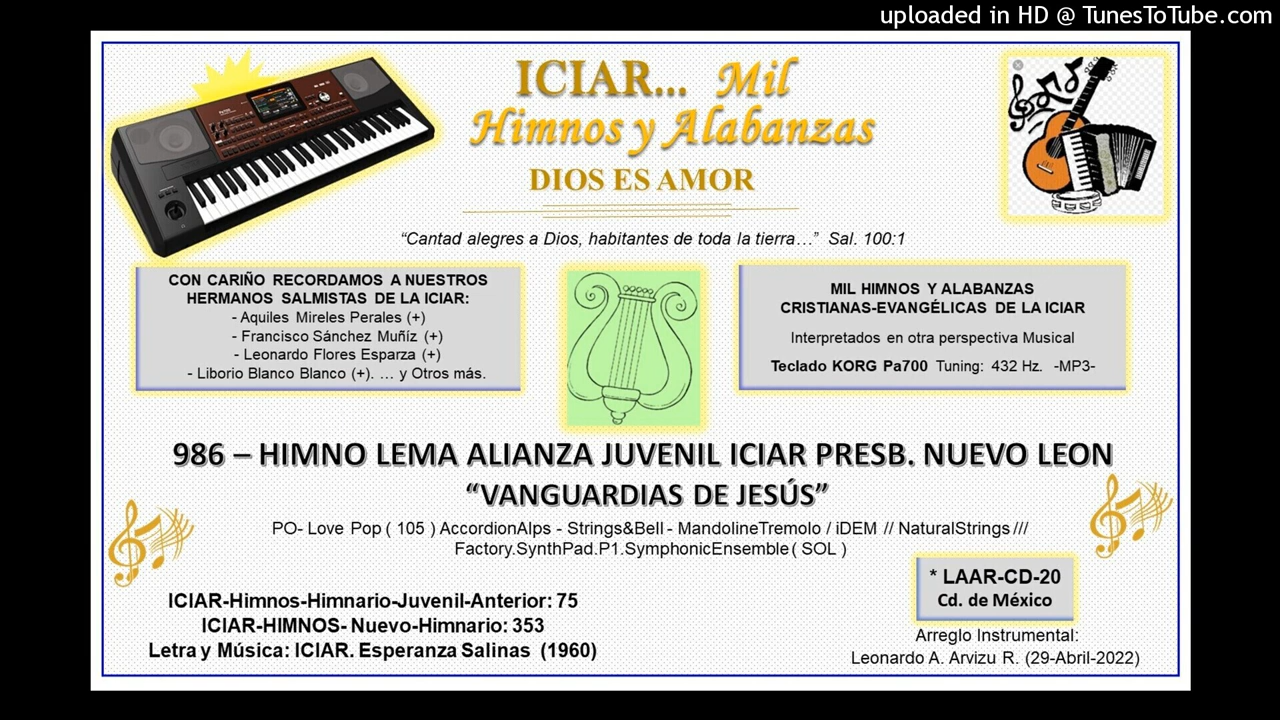 uploaded in HD @ TunesToTube.com
ICIAR... Mil
Himnos y Alabanzas
DIOS ES AMOR
“Cantad alegres a Dios, habitantes de toda la tierra…” Sal. 100:1
CON CARIÑO RECORDAMOS A NUESTROS
HERMANOS SALMISTAS DE LA ICIAR:
- Aquiles Mireles Perales (+)
- Francisco Sánchez Muñíz (+)
- Leonardo Flores Esparza (+)
- Liborio Blanco Blanco (+). … y Otros más.
MIL HIMNOS Y ALABANZAS
CRISTIANAS-EVANGÉLICAS DE LA ICIAR
Interpretados en otra perspectiva Musical
Teclado KORG Pa700 Tuning: 432 Hz. -MP3-
986 – HIMNO LEMA ALIANZA JUVENIL ICIAR PRESB. NUEVO LEON
“VANGUARDIAS DE JESÚS”
PO- Love Pop ( 105 ) AccordionAlps - Strings&Bell - MandolineTremolo / iDEM // NaturalStrings ///
Factory.SynthPad.P1.SymphonicEnsemble ( SOL )
ICIAR-Himnos-Himnario-Juvenil-Anterior: 75
ICIAR-HIMNOS- Nuevo-Himnario: 353
Letra y Música: ICIAR. Esperanza Salinas (1960)
* LAAR-CD-20
Cd. de México
Arreglo Instrumental:
Leonardo A. Arvizu R. (29-Abril-2022)